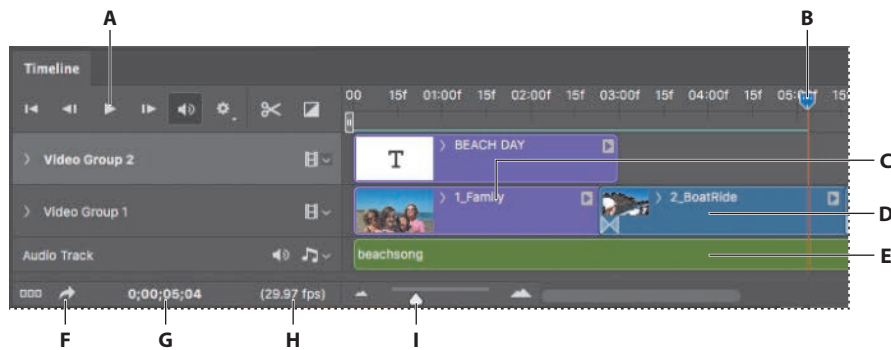 A B
Timeline
00 15f 01:00f 15f 02:00f 15f 03:00f 15f 04:00f 15f 05:00f 15
Video Group 2
T
BEACH DAY
C
Video Group 1
1_Family
2_BoatRide
D
Audio Track
beachsong
E
0;00;05;04 (29.97 fps)
F G H I